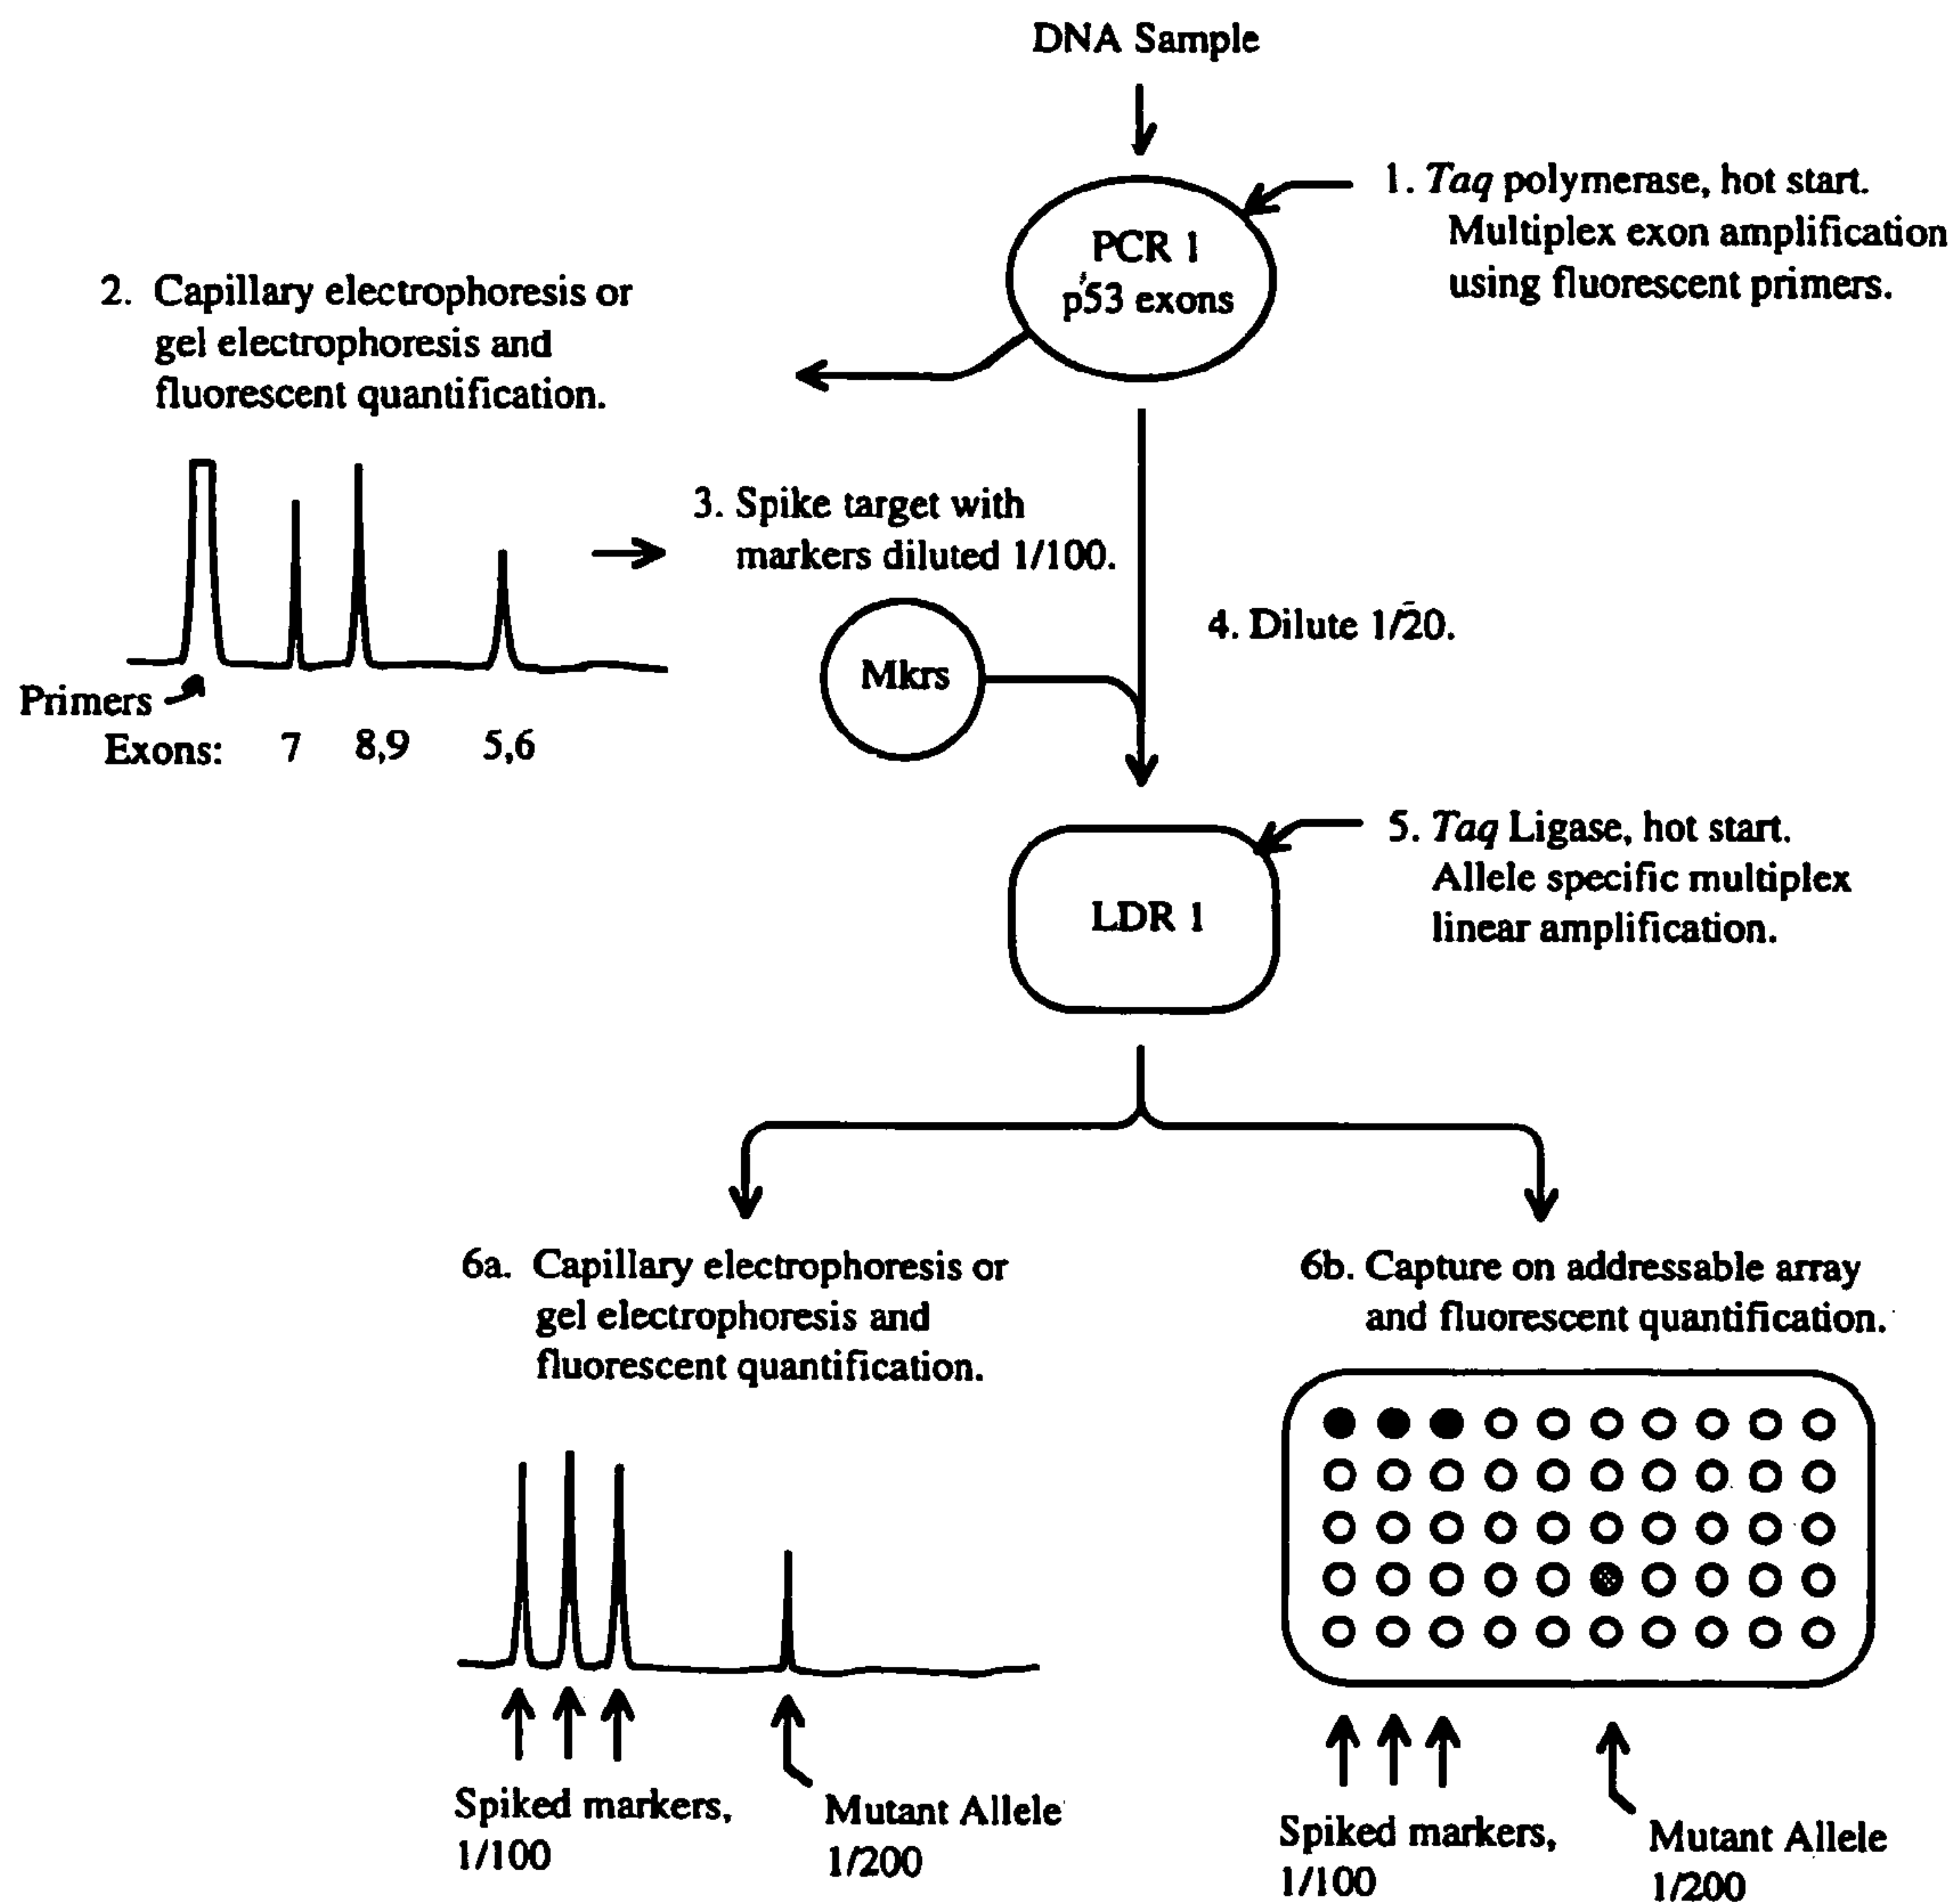 DNA Sample
1. Taq polymerase, hot start.
Multiplex exon amplification
using fluorescent primers.
PCR 1
p53 exons
2. Capillary electrophoresis or
gel electrophoresis and
fluorescent quantification.
3. Spike target with
markers diluted 1/100.
4. Dilute 1/20.
Mkrs
Primers
Exons: 7 8,9 5,6
5. Taq Ligase, hot start.
Allele specific multiplex
linear amplification.
LDR 1
6a. Capillary electrophoresis or
gel electrophoresis and
fluorescent quantification.
6b. Capture on addressable array
and fluorescent quantification.
Spiked markers,
1/100
Mutant Allele
1/200
Spiked markers,
1/100
Mutant Allele
1/200